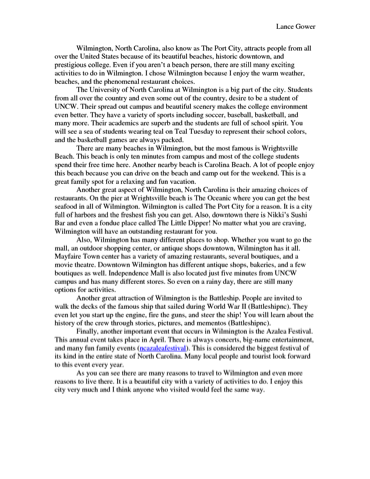 Lance Gower
Wilmington, North Carolina, also know as The Port City, attracts people from all
over the United States because of its beautiful beaches, historic downtown, and
prestigious college. Even if you aren't a beach person, there are still many exciting
activities to do in Wilmington. I chose Wilmington because I enjoy the warm weather,
beaches, and the phenomenal restaurant choices.
The University of North Carolina at Wilmington is a big part of the city. Students
from all over the country and even some out of the country, desire to be a student of
UNCW. Their spread out campus and beautiful scenery makes the college environment
even better. They have a variety of sports including soccer, baseball, basketball, and
many more. Their academics are superb and the students are full of school spirit. You
will see a sea of students wearing teal on Teal Tuesday to represent their school colors,
and the basketball games are always packed.
There are many beaches in Wilmington, but the most famous is Wrightsville
Beach. This beach is only ten minutes from campus and most of the college students
spend their free time here. Another nearby beach is Carolina Beach. A lot of people enjoy
this beach because you can drive on the beach and camp out for the weekend. This is a
great family spot for a relaxing and fun vacation.
Another great aspect of Wilmington, North Carolina is their amazing choices of
restaurants. On the pier at Wrightsville beach is The Oceanic where you can get the best
seafood in all of Wilmington. Wilmington is called The Port City for a reason. It is a city
full of harbors and the freshest fish you can get. Also, downtown there is Nikki's Sushi
Bar and even a fondue place called The Little Dipper! No matter what you are craving,
Wilmington will have an outstanding restaurant for you.
Also, Wilmington has many different places to shop. Whether you want to go the
mall, an outdoor shopping center, or antique shops downtown, Wilmington has it all.
Mayfaire Town center has a variety of amazing restaurants, several boutiques, and a
movie theatre. Downtown Wilmington has different antique shops, bakeries, and a few
boutiques as well. Independence Mall is also located just five minutes from UNCW
campus and has many different stores. So even on a rainy day, there are still many
options for activities.
Another great attraction of Wilmington is the Battleship. People are invited to
walk the decks of the famous ship that sailed during World War II (Battleshipnc). They
even let you start up the engine, fire the guns, and steer the ship! You will learn about the
history of the crew through stories, pictures, and mementos (Battleshipnc).
Finally, another important event that occurs in Wilmington is the Azalea Festival.
This annual event takes place in April. There is always concerts, big-name entertainment,
and many fun family events (ncazaleafestival). This is considered the biggest festival of
its kind in the entire state of North Carolina. Many local people and tourist look forward
to this event every year.
As you can see there are many reasons to travel to Wilmington and even more
reasons to live there. It is a beautiful city with a variety of activities to do. I enjoy this
city very much and I think anyone who visited would feel the same way.